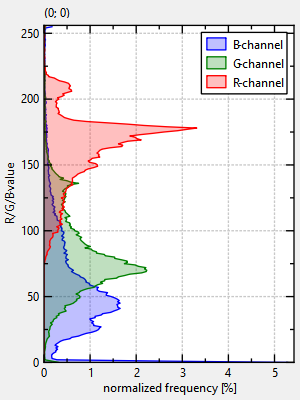 (0; 0)
250
200
150
100
50
0
R/G/Bvalue
B-channel
G-channel
R-channel
0 1 2 3 4 5
normalized frequency [%]